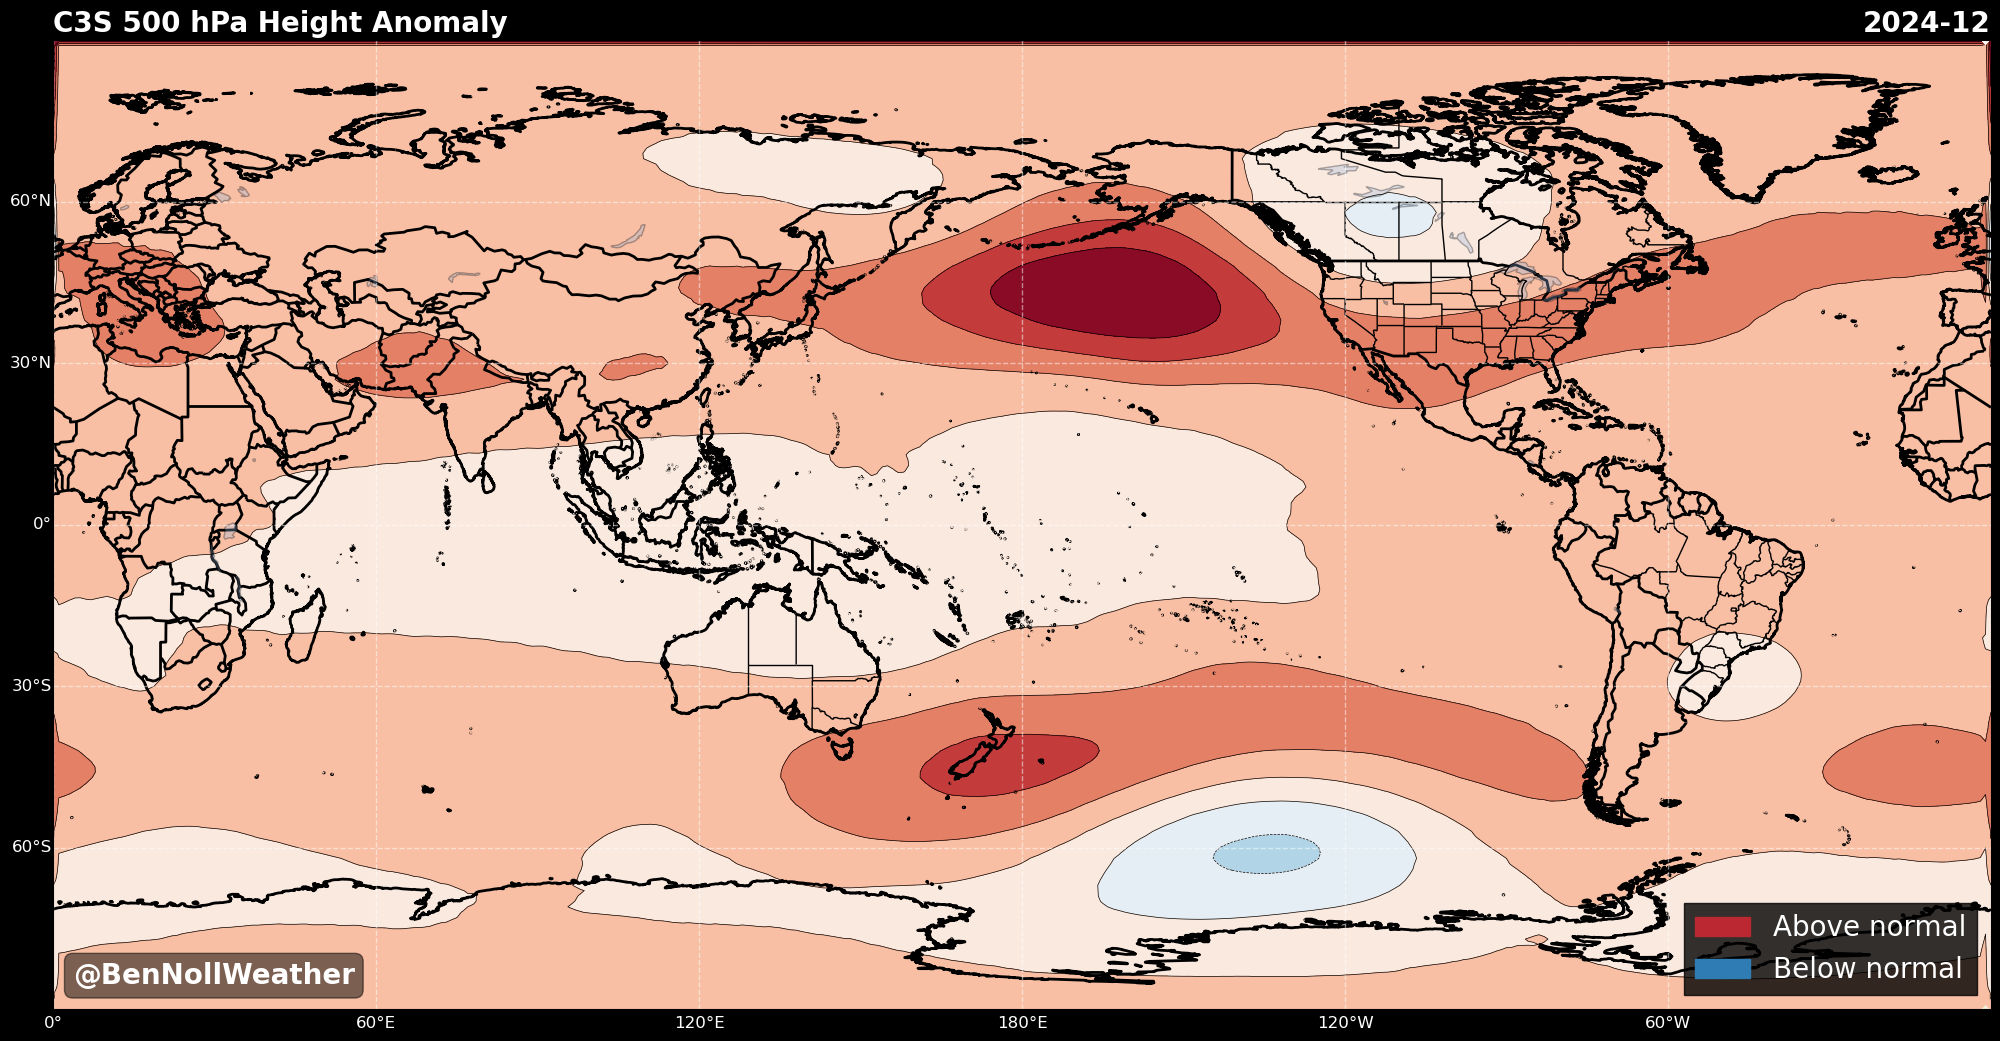 C3S 500 hPa Height Anomaly 2024-12
60°N
30°N
0°
30°S
60°S
Above normal
Below normal
@BenNollWeather
0° 60°E 120°E 180°E 120°W 60°W